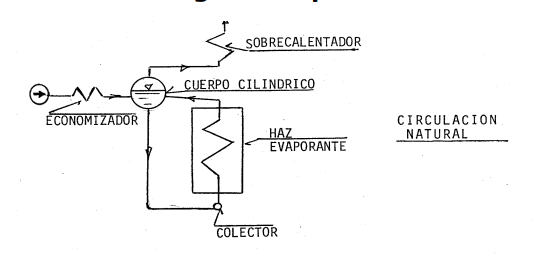 SOBRECALENTADOR
CUERPO CILINDRICO
ECONOMIZADOR
HAZ
EVAPORANTE
CIRCULACION
NATURAL
COLECTOR